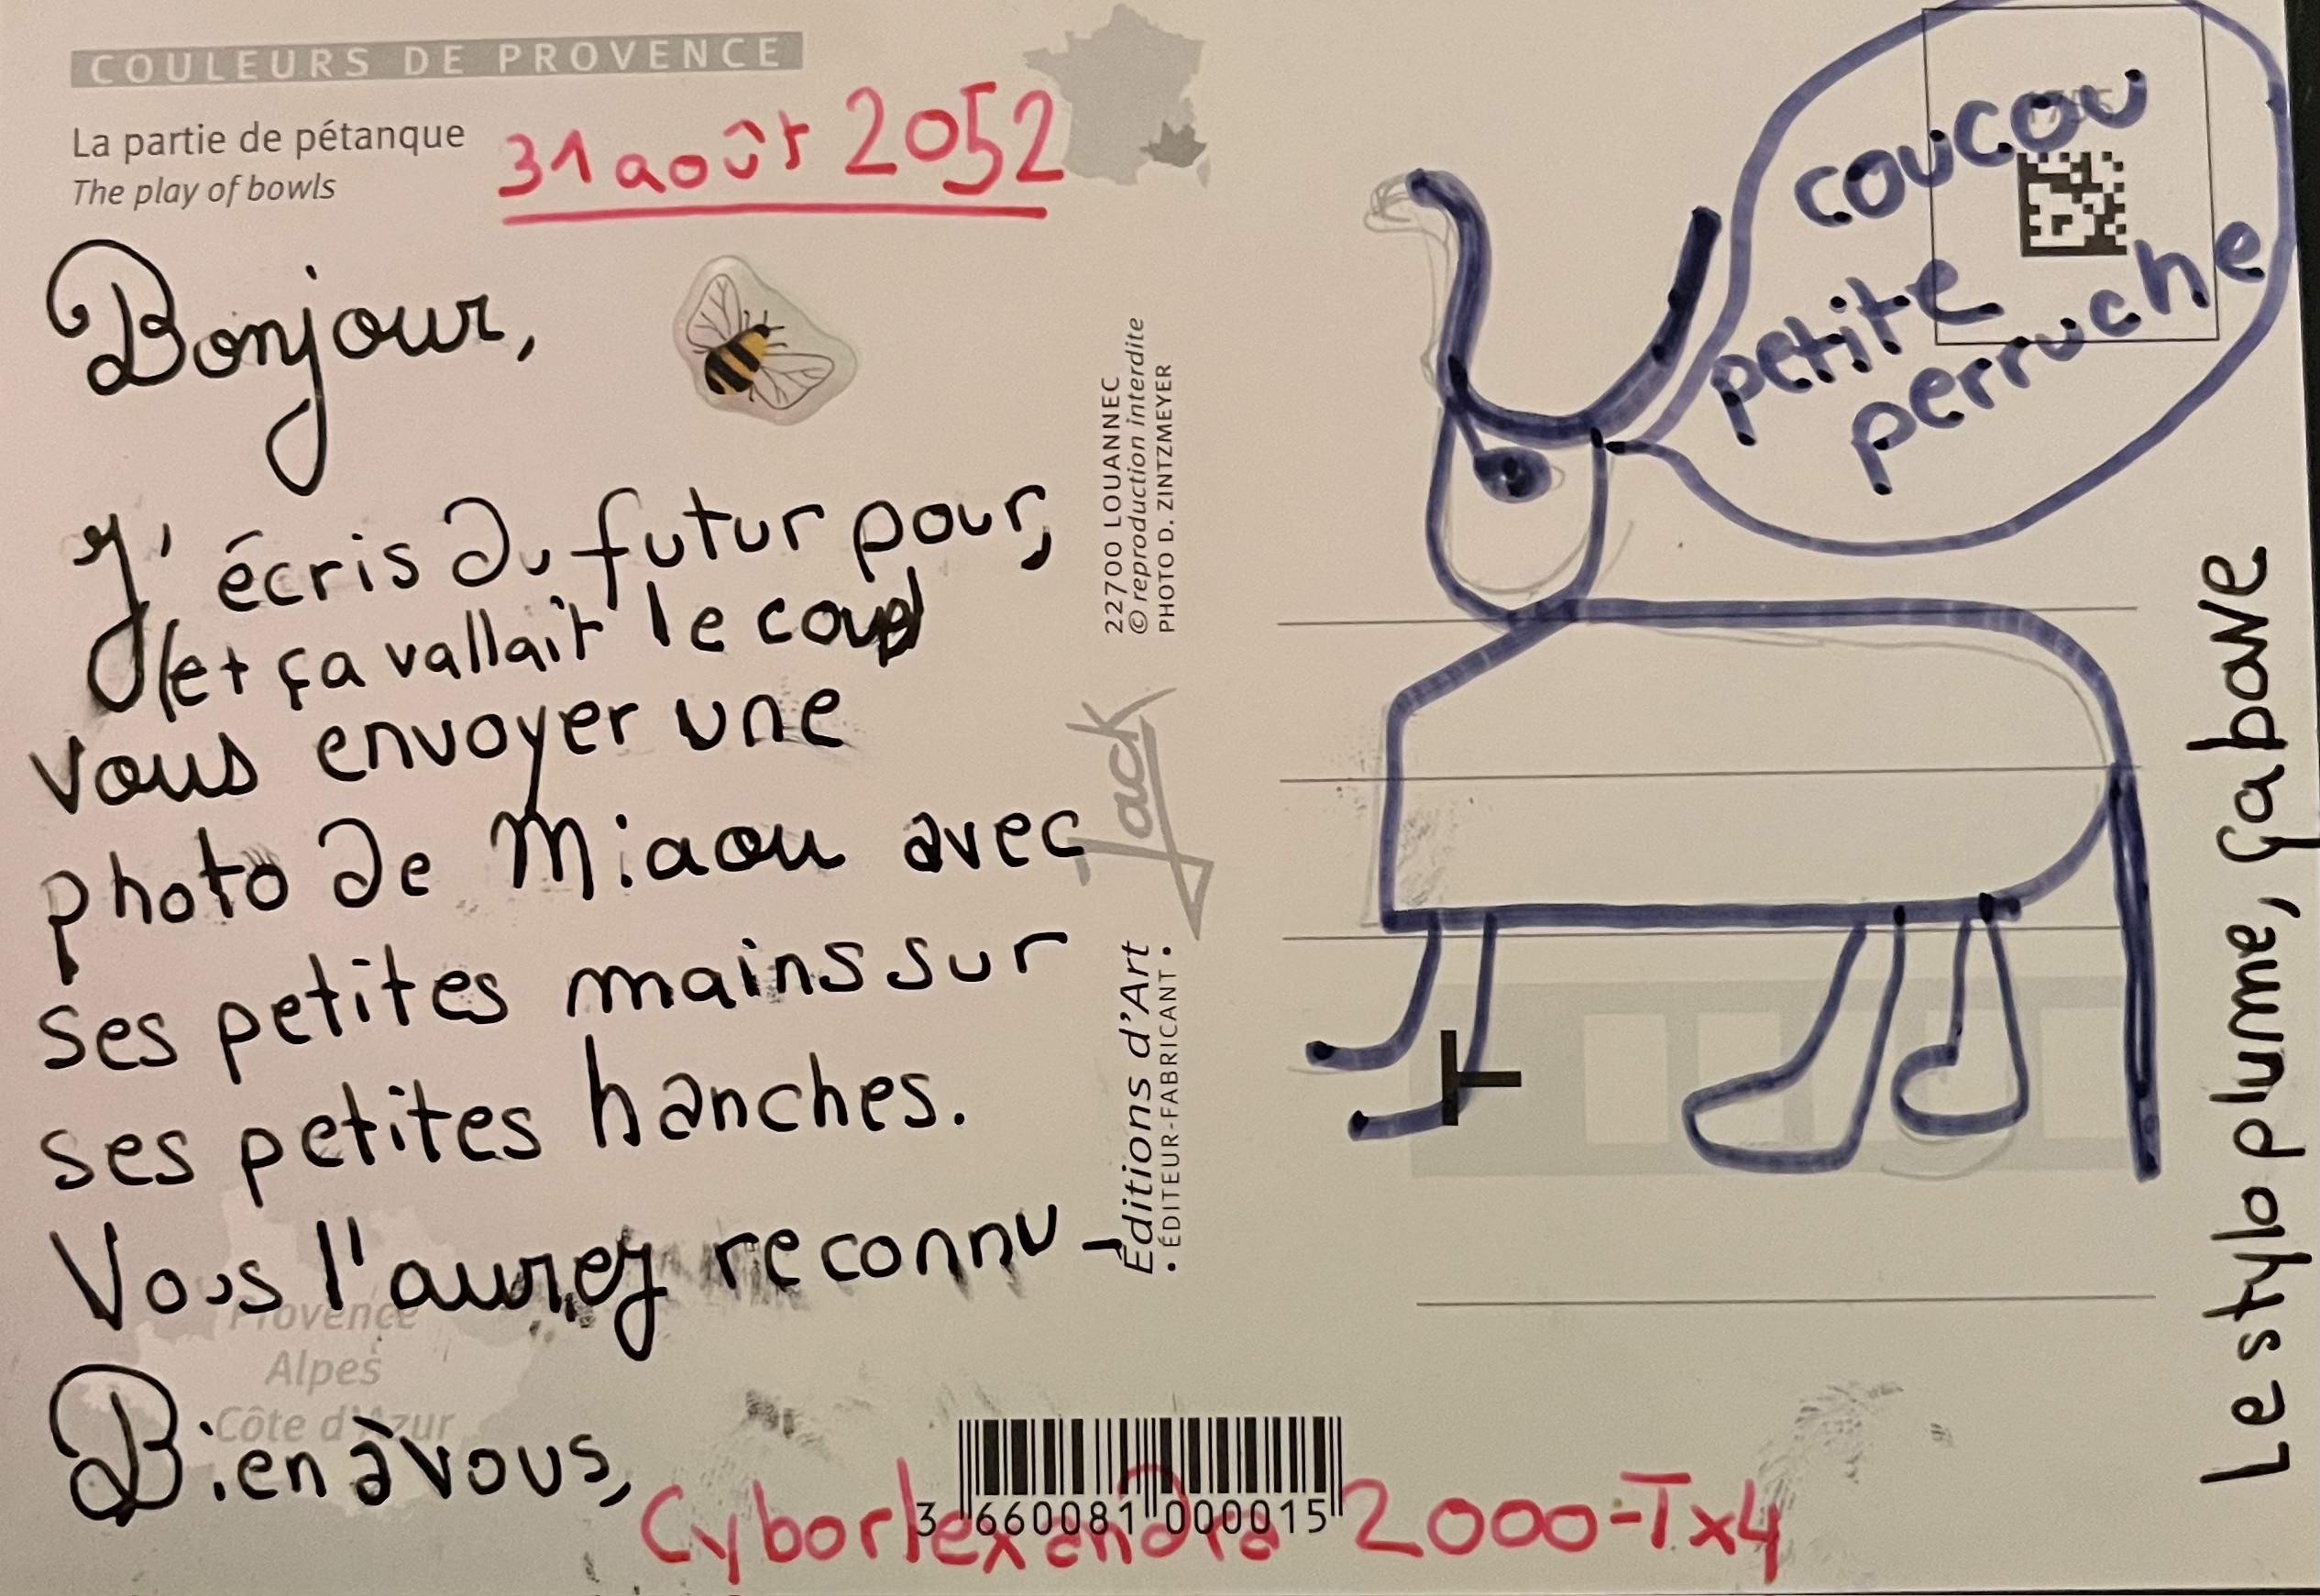 COULEURS DE PROVENCE
La partie de pétanque
The play of bowls
31 août 2052
Bonjour,
J'écris du futur pour,
(et ça vallait le coup)
vous envoyer une
photo de Miaou avec
ses petites mains sur
ses petites hanches.
Vous l'aurez reconnu
Provence
Alpes
Côte d'Azur
Bien à vous,
Cyborlexandra 2000-Tx4
3 660081 000015
22700 LOUANNEC
© reproduction interdite
PHOTO D. ZINTZMEYER
Jack
Editions d'Art
• ÉDITEUR-FABRICANT •
coucou
petite
perruche
Le stylo plume, ça bave